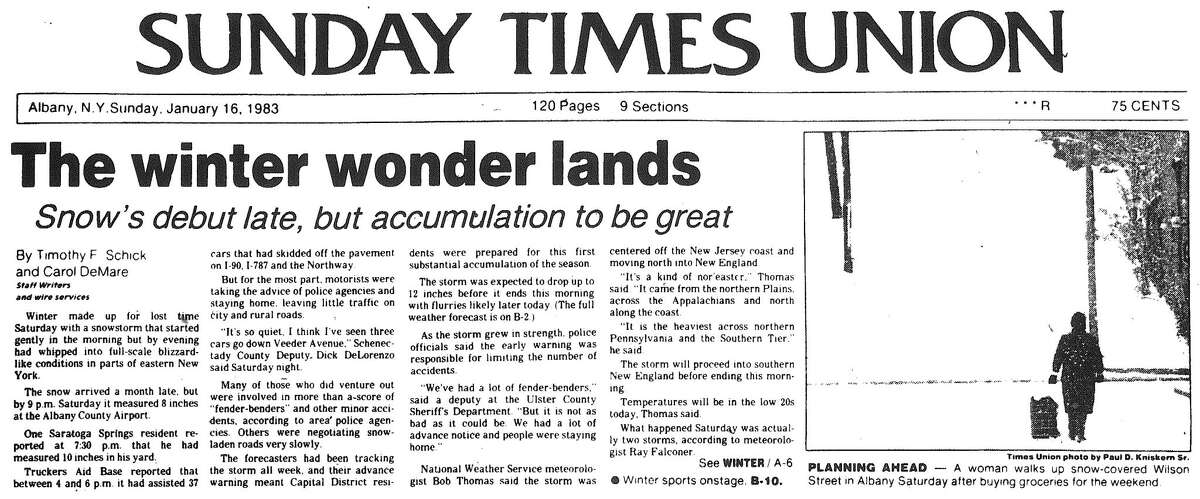 SUNDAY TIMES UNION
Albany, N.Y. Sunday, January 16, 1983
120 Pages 9 Sections
***R
75 CENTS
The winter wonder lands
Snow's debut late, but accumulation to be great
By Timothy F. Schick
and Carol DeMare
Staff Writers
and wire services
Winter made up for lost time
Saturday with a snowstorm that started
gently in the morning but by evening
had whipped into full-scale blizzard-
like conditions in parts of eastern New
York.
The snow arrived a month late, but
by 9 p.m. Saturday it measured 8 inches
at the Albany County Airport.
One Saratoga Springs resident re-
ported at 7:30 p.m. that he had
measured 10 inches in his yard.
Truckers Aid Base reported that
between 4 and 6 p.m. it had assisted 37
cars that had skidded off the pavement
on I-90, I-787 and the Northway.
But for the most part, motorists were
taking the advice of police agencies and
staying home, leaving little traffic on
city and rural roads.
"It's so quiet, I think I've seen three
cars go down Veeder Avenue," Schenec-
tady County Deputy, Dick DeLorenzo
said Saturday night.
Many of those who did venture out
were involved in more than a-score of
"fender-benders" and other minor acci-
dents, according to area police agen-
cies. Others were negotiating snow-
laden roads very slowly.
The forecasters had been tracking
the storm all week, and their advance
warning meant Capital District resi-
dents were prepared for this first
substantial accumulation of the season.
The storm was expected to drop up to
12 inches before it ends this morning
with flurries likely later today (The full
weather forecast is on B-2.)
As the storm grew in strength, police
officials said the early warning was
responsible for limiting the number of
accidents.
"We've had a lot of fender-benders,"
said a deputy at the Ulster County
Sheriff's Department. "But it is not as
bad as it could be. We had a lot of
advance notice and people were staying
home."
National Weather Service meteorolo-
gist Bob Thomas said the storm was
centered off the New Jersey coast and
moving north into New England.
"It's a kind of nor'easter," Thomas
said. "It came from the northern Plains,
across the Appalachians and north
along the coast.
"It is the heaviest across northern
Pennsylvania and the Southern Tier,"
he said.
The storm will proceed into southern
New England before ending this morn-
ing
Temperatures will be in the low 20s
today, Thomas said.
What happened Saturday was actual-
ly two storms, according to meteorolo-
gist Ray Falconer.
See WINTER / A-6
● Winter sports onstage. B-10.
Times Union photo by Paul D. Kniskern Sr.
PLANNING AHEAD — A woman walks up snow-covered Wilson
Street in Albany Saturday after buying groceries for the weekend.